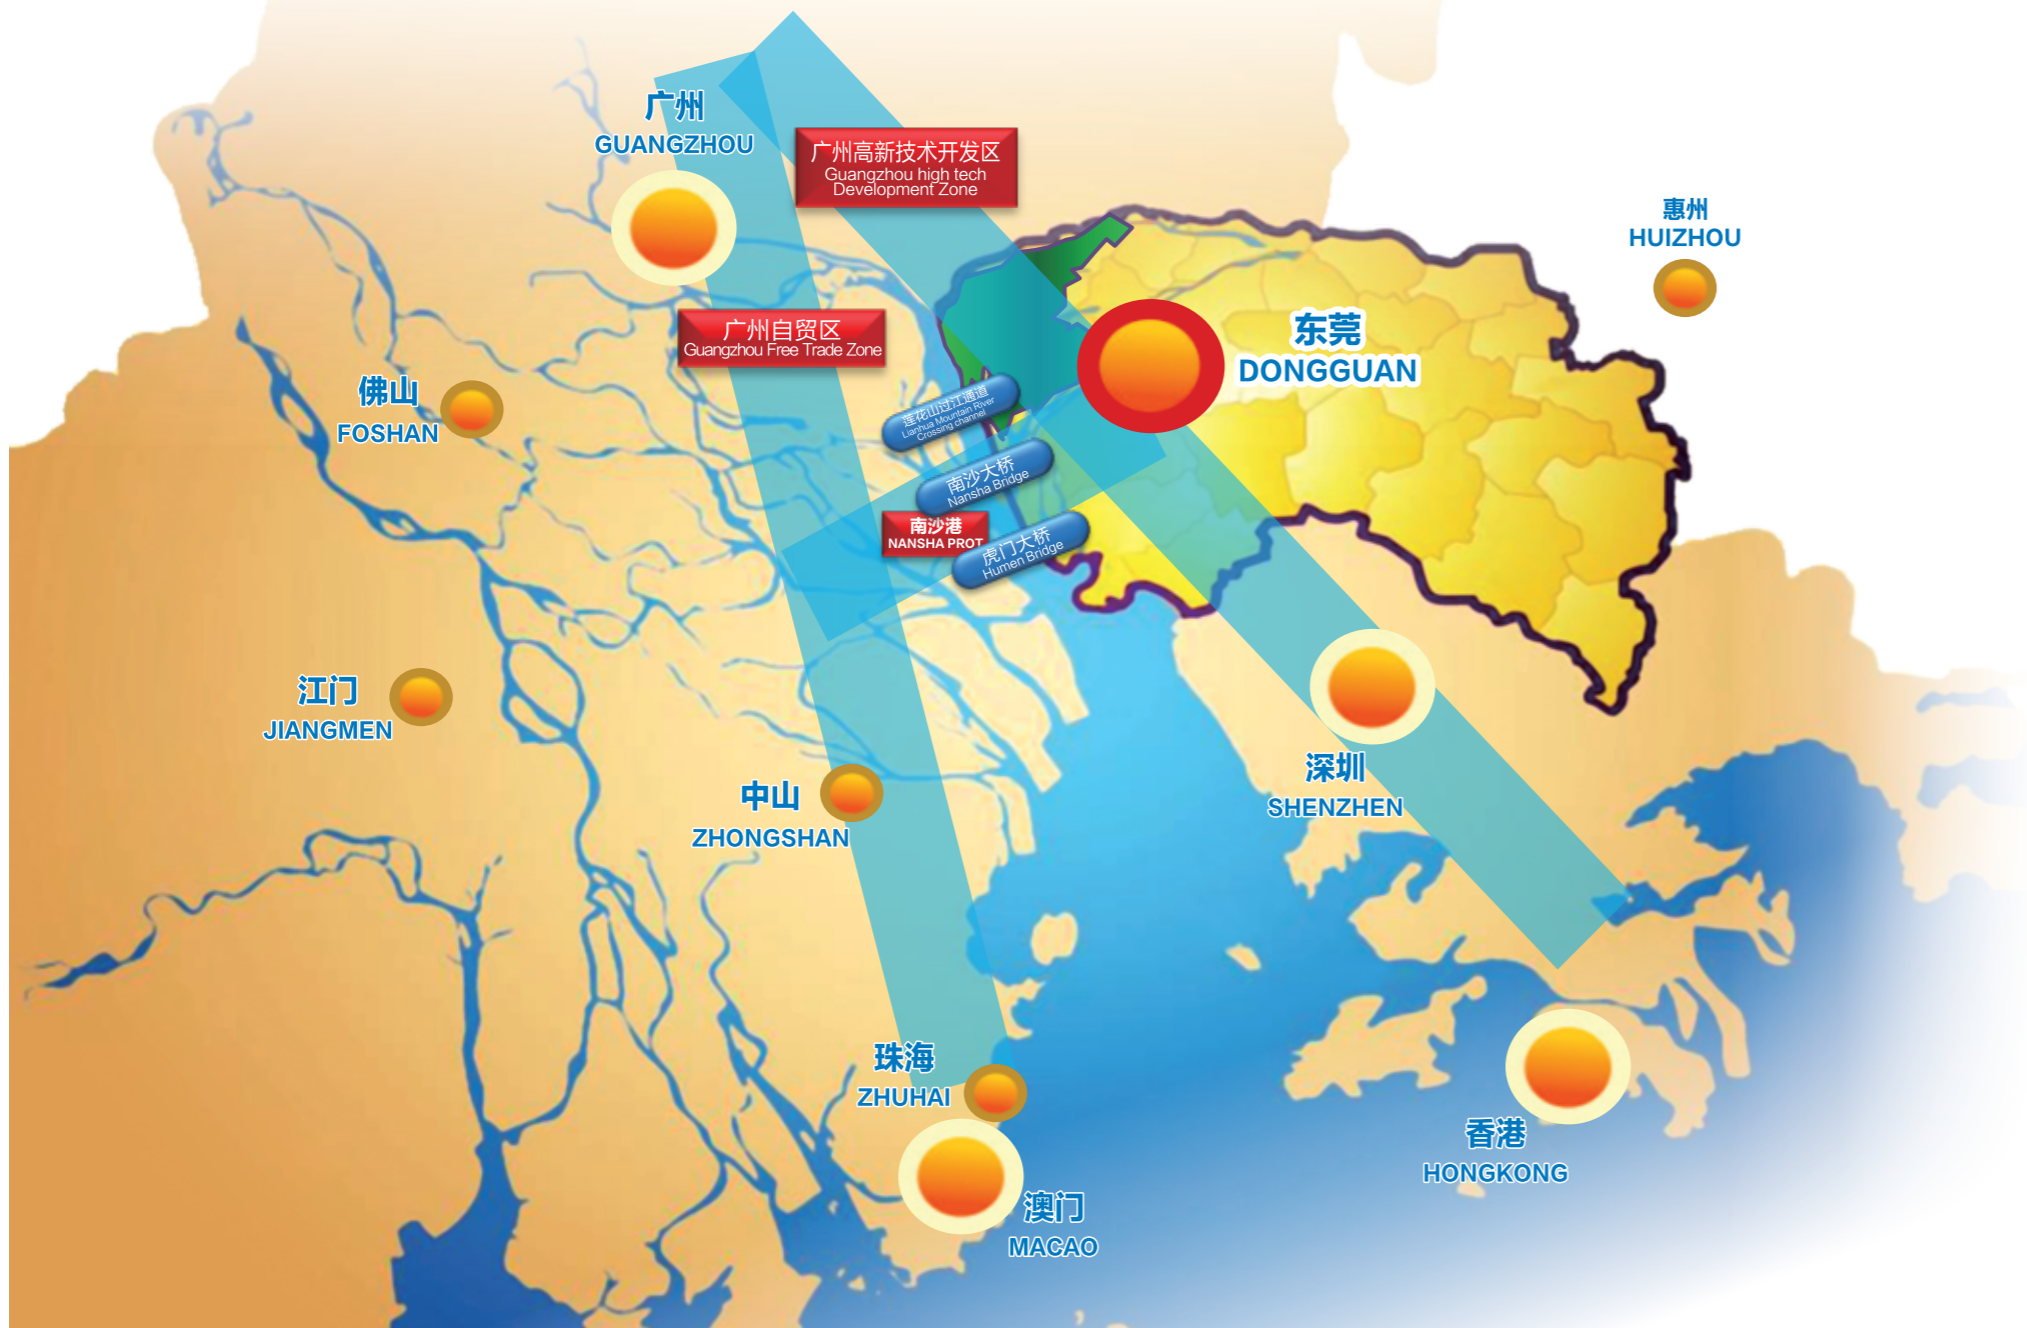 广州
GUANGZHOU
广州高新技术开发区
Guangzhou high tech
Development Zone
惠州
HUIZHOU
广州自贸区
Guangzhou Free Trade Zone
东莞
DONGGUAN
佛山
FOSHAN
莲花山过江通道
Lianhua Mountain River
Crossing channel
南沙大桥
Nansha Bridge
南沙港
NANSHA PROT
虎门大桥
Humen Bridge
江门
JIANGMEN
中山
ZHONGSHAN
深圳
SHENZHEN
珠海
ZHUHAI
香港
HONGKONG
澳门
MACAO